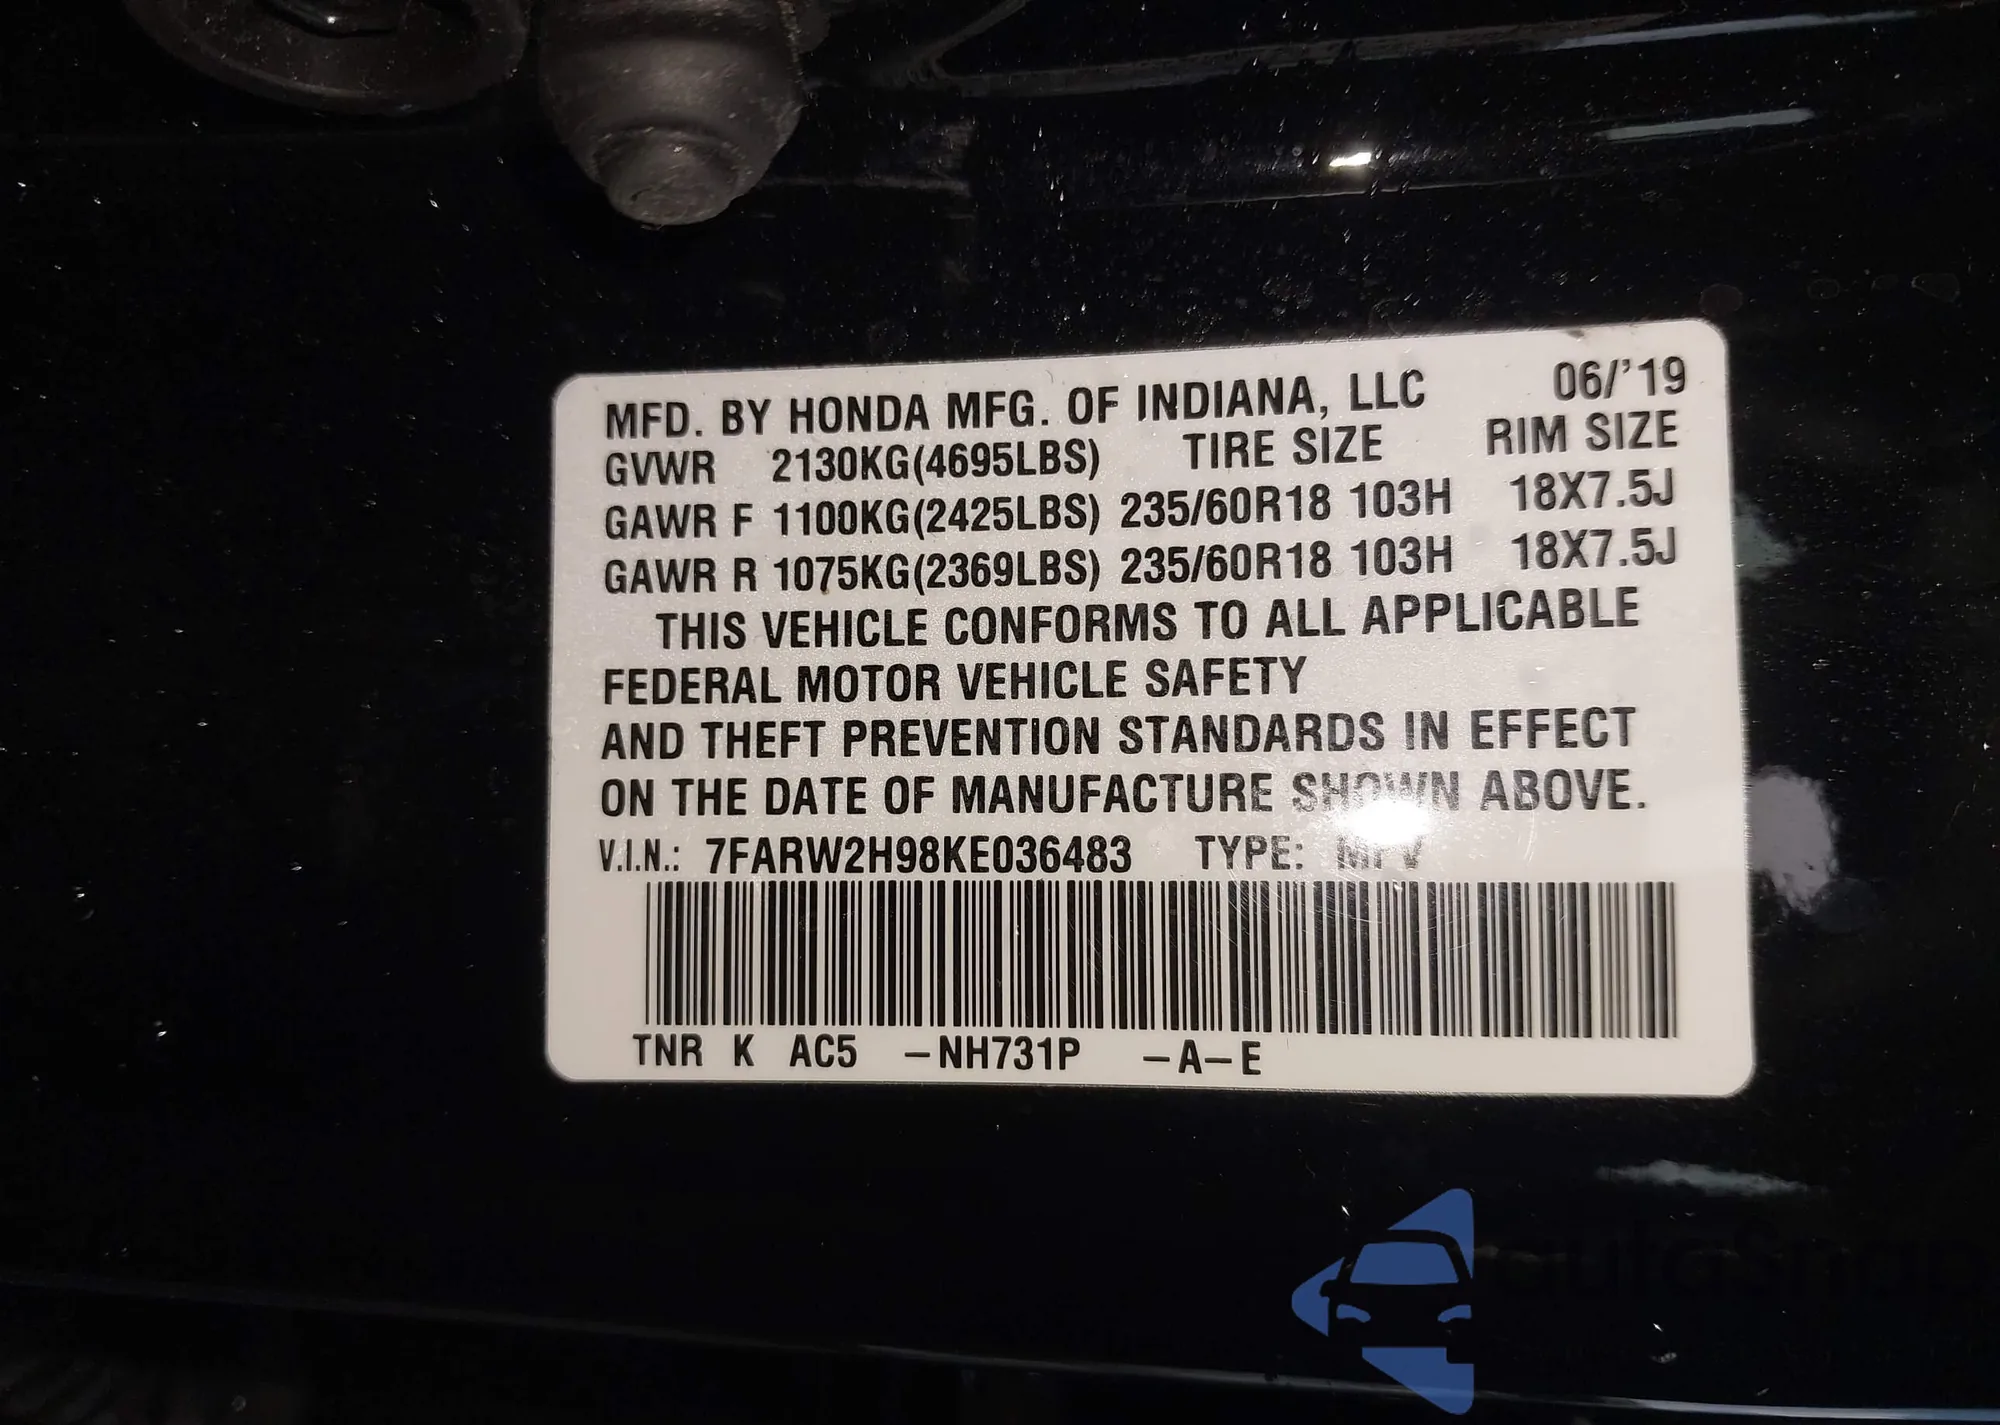 MFD. BY HONDA MFG. OF INDIANA, LLC 06/'19
GVWR 2130KG(4695LBS) TIRE SIZE RIM SIZE
GAWR F 1100KG(2425LBS) 235/60R18 103H 18X7.5J
GAWR R 1075KG(2369LBS) 235/60R18 103H 18X7.5J
THIS VEHICLE CONFORMS TO ALL APPLICABLE
FEDERAL MOTOR VEHICLE SAFETY
AND THEFT PREVENTION STANDARDS IN EFFECT
ON THE DATE OF MANUFACTURE SHOWN ABOVE.
V.I.N.: 7FARW2H98KE036483 TYPE: MPV
TNR K AC5 –NH731P –A–E